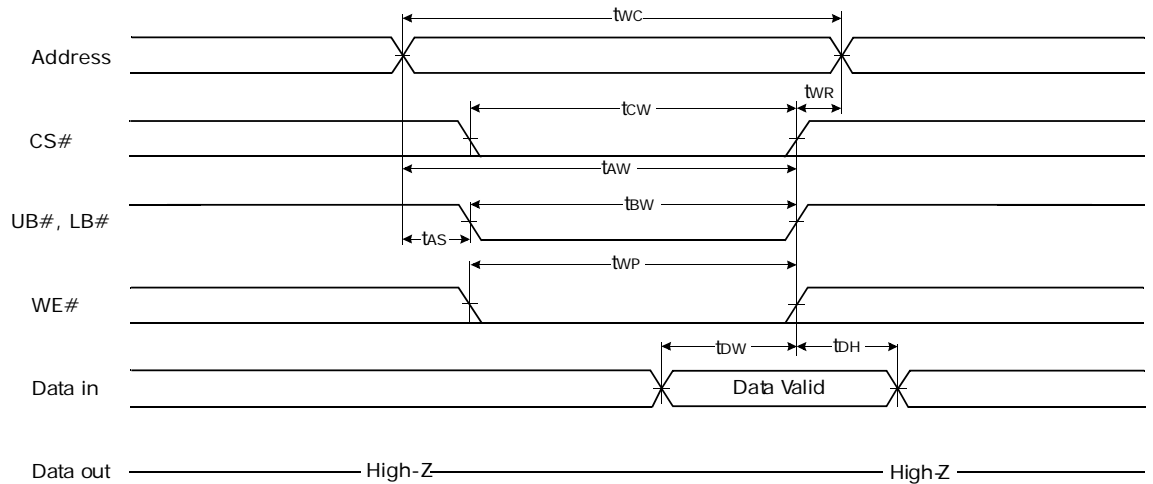 tWC
Address
tWR
tCW
CS#
tAW
UB#, LB#
tBW
tAS
tWP
WE#
tDW
tDH
Data in
Data Valid
Data out
High-Z
High-Z